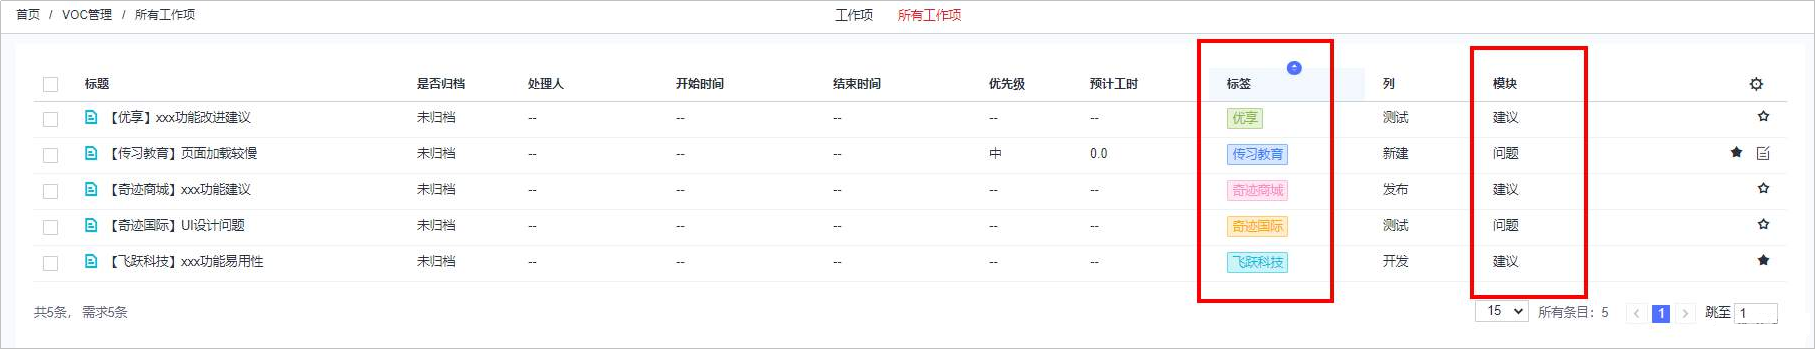 首页 / VOC管理 / 所有工作项 工作项 所有工作项
标题 是否归档 处理人 开始时间 结束时间 优先级 预计工时 标签 列 模块
【优享】xxx功能改进建议 未归档 -- -- -- -- -- 优享 测试 建议
【传习教育】页面加载较慢 未归档 -- -- -- 中 0.0 传习教育 新建 问题
【奇迹商城】xxx功能建议 未归档 -- -- -- -- -- 奇迹商城 发布 建议
【奇迹国际】UI设计问题 未归档 -- -- -- -- -- 奇迹国际 测试 问题
【飞跃科技】xxx功能易用性 未归档 -- -- -- -- -- 飞跃科技 开发 建议
共5条, 需求5条 15 所有条目: 5 < 1 > 跳至 1